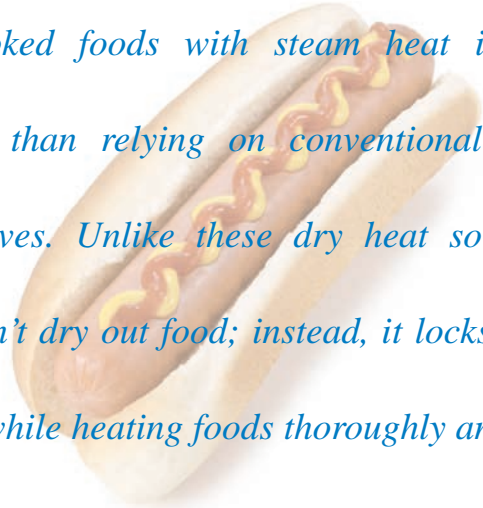 ked foods with steam heat i
than relying on conventional
ves. Unlike these dry heat so
n't dry out food; instead, it locks
while heating foods thoroughly an